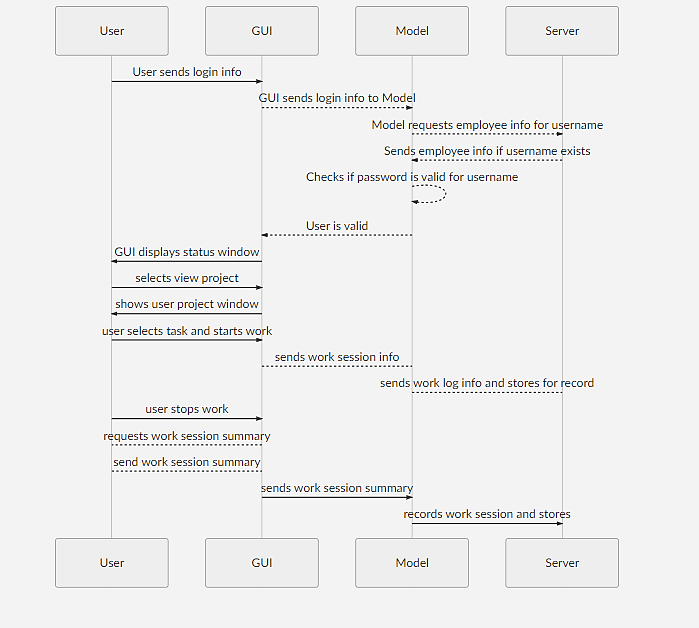 User GUI Model Server
User sends login info
GUI sends login info to Model
Model requests employee info for username
Sends employee info if username exists
Checks if password is valid for username
User is valid
GUI displays status window
selects view project
shows user project window
user selects task and starts work
sends work session info
sends work log info and stores for record
user stops work
requests work session summary
send work session summary
sends work session summary
records work session and stores
User GUI Model Server